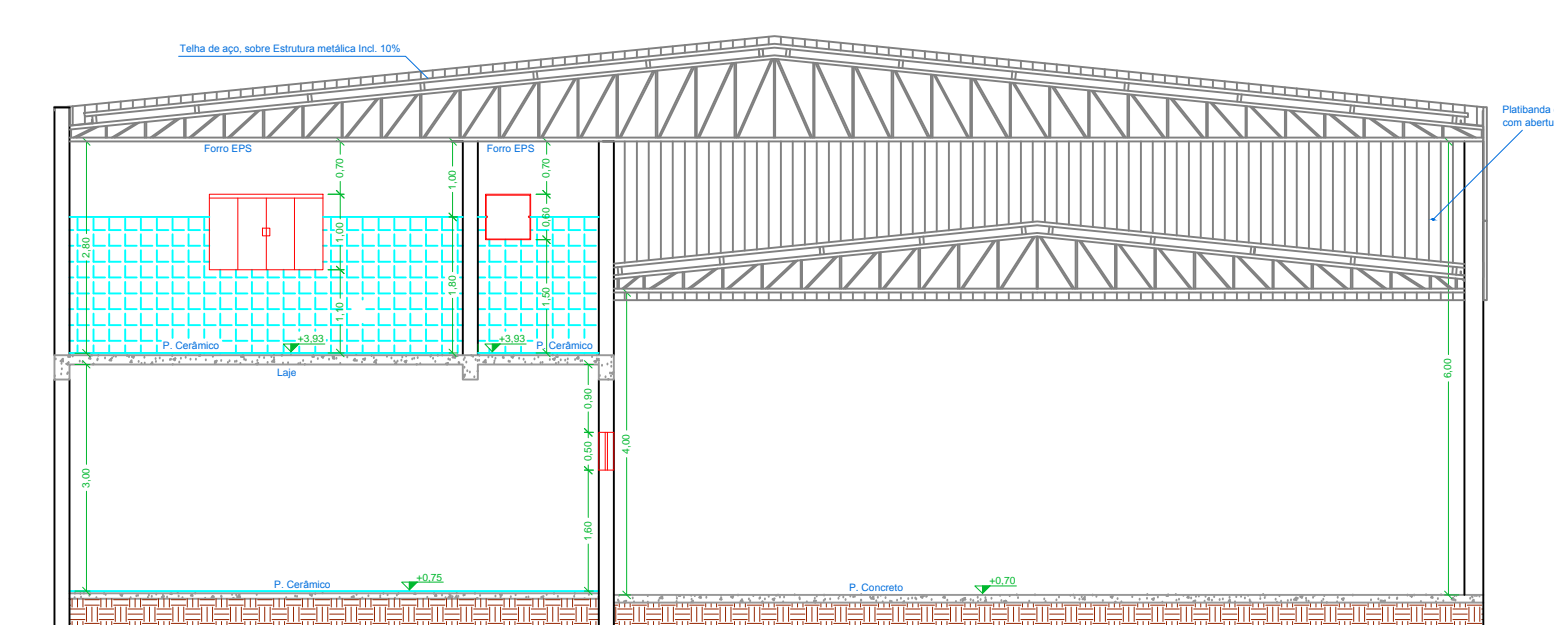 Telha de aço, sobre Estrutura metálica Incl. 10%
Platibanda
com abertu
Forro EPS
Forro EPS
0,70
1,00
0,70
2,80
1,00
0,60
1,80
1,10
1,50
P. Cerâmico
+3,93
+3,93
P. Cerâmico
Laje
6,00
0,90
4,00
0,50
3,00
1,60
P. Cerâmico
+0,75
P. Concreto
+0,70